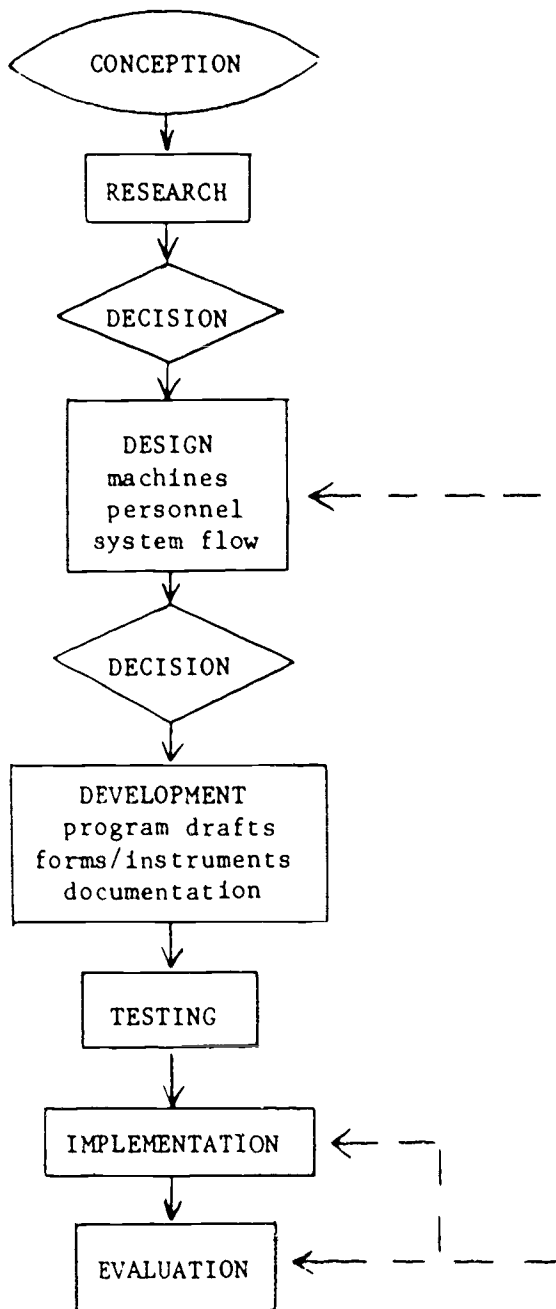 CONCEPTION
RESEARCH
DECISION
DESIGN
machines
personnel
system flow
DECISION
DEVELOPMENT
program drafts
forms/instruments
documentation
TESTING
IMPLEMENTATION
EVALUATION